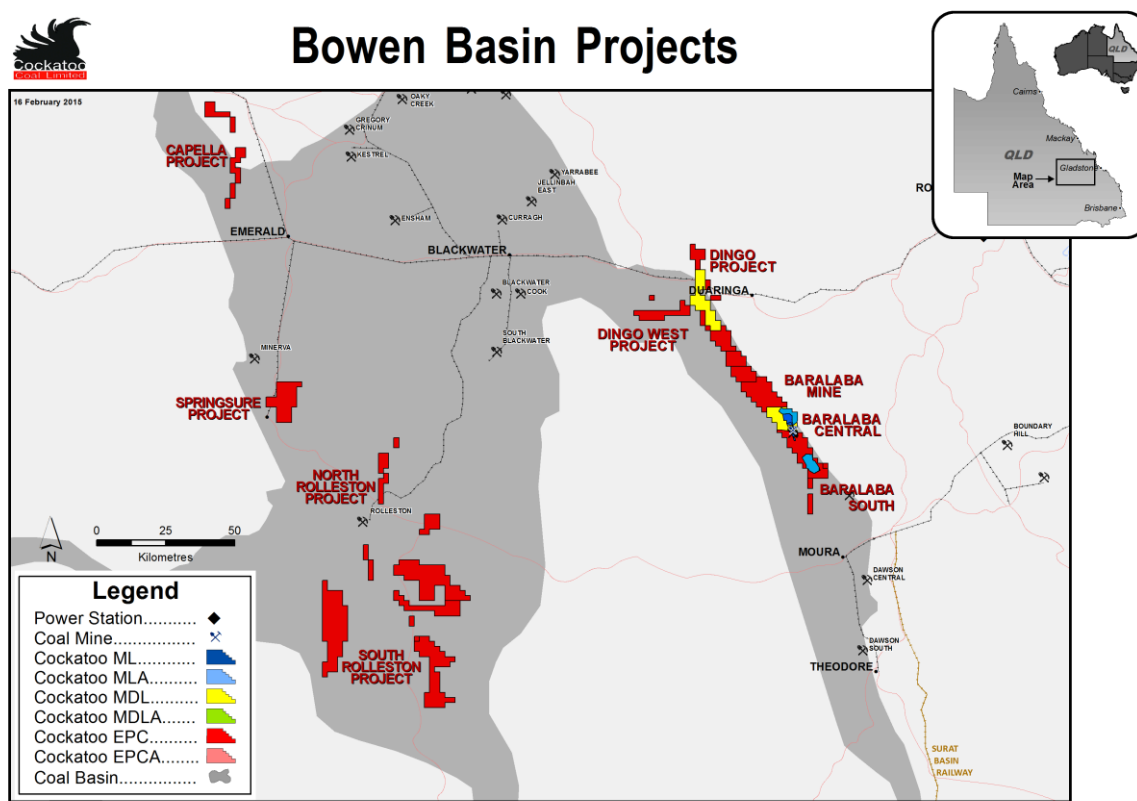 Cockatoo
Coal Limited
Bowen Basin Projects
QLD
Cairns
Mackay
QLD
Gladstone
Map
Area
Brisbane
16 February 2015
OAKY
CREEK
GREGORY
CRINUM
KESTREL
CAPELLA
PROJECT
YARRABEE
JELLINBAH
EAST
RO
ENSHAM
CURRAGH
EMERALD
BLACKWATER
DINGO
PROJECT
BLACKWATER
COOK
DUARINGA
DINGO WEST
PROJECT
SOUTH
BLACKWATER
MINERVA
SPRINGSURE
PROJECT
BARALABA
MINE
BARALABA
CENTRAL
BOUNDARY
HILL
NORTH
ROLLESTON
PROJECT
BARALABA
SOUTH
ROLLESTON
0 25 50
Kilometres
N
MOURA
DAWSON
CENTRAL
DAWSON
SOUTH
THEODORE
SOUTH
ROLLESTON
PROJECT
SURAT
BASIN
RAILWAY
Legend
Power Station...........
Coal Mine..................
Cockatoo ML............
Cockatoo MLA..........
Cockatoo MDL..........
Cockatoo MDLA.......
Cockatoo EPC..........
Cockatoo EPCA........
Coal Basin................